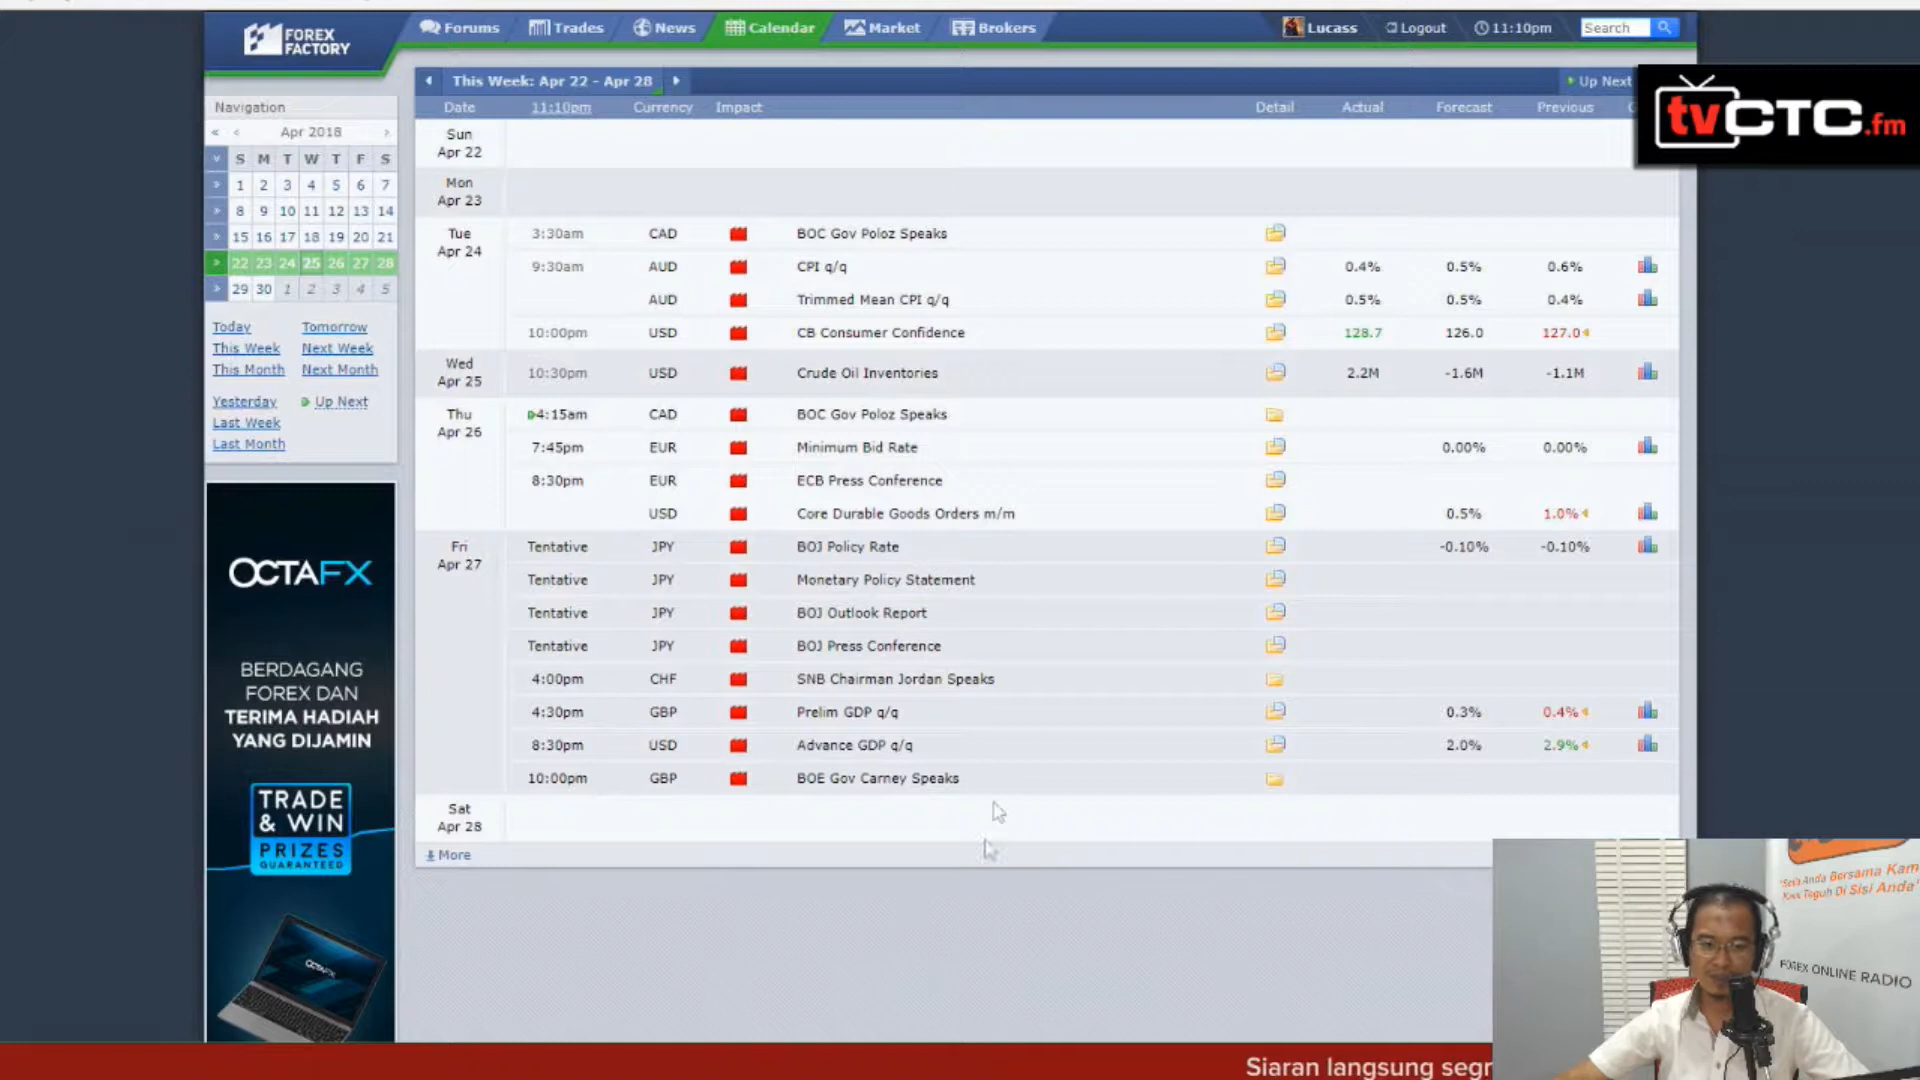 FOREX FACTORY
Forums Trades News Calendar Market Brokers
Lucass Logout 11:10pm Search
This Week: Apr 22 - Apr 28 Up Next
tvCTC.fm
Navigation
Apr 2018
S M T W T F S
1 2 3 4 5 6 7
8 9 10 11 12 13 14
15 16 17 18 19 20 21
22 23 24 25 26 27 28
29 30 1 2 3 4 5
Today Tomorrow
This Week Next Week
This Month Next Month
Yesterday Up Next
Last Week
Last Month
Date 11:10pm Currency Impact Detail Actual Forecast Previous
Sun Apr 22
Mon Apr 23
Tue Apr 24 3:30am CAD BOC Gov Poloz Speaks
9:30am AUD CPI q/q 0.4% 0.5% 0.6%
AUD Trimmed Mean CPI q/q 0.5% 0.5% 0.4%
10:00pm USD CB Consumer Confidence 128.7 126.0 127.0
Wed Apr 25 10:30pm USD Crude Oil Inventories 2.2M -1.6M -1.1M
Thu Apr 26 4:15am CAD BOC Gov Poloz Speaks
7:45pm EUR Minimum Bid Rate 0.00% 0.00%
8:30pm EUR ECB Press Conference
USD Core Durable Goods Orders m/m 0.5% 1.0%
Fri Apr 27 Tentative JPY BOJ Policy Rate -0.10% -0.10%
Tentative JPY Monetary Policy Statement
Tentative JPY BOJ Outlook Report
Tentative JPY BOJ Press Conference
4:00pm CHF SNB Chairman Jordan Speaks
4:30pm GBP Prelim GDP q/q 0.3% 0.4%
8:30pm USD Advance GDP q/q 2.0% 2.9%
10:00pm GBP BOE Gov Carney Speaks
Sat Apr 28
More
OCTAFX
BERDAGANG
FOREX DAN
TERIMA HADIAH
YANG DIJAMIN
TRADE
& WIN
PRIZES
GUARANTEED
OCTAFX
Setia Anda Bersama Kam
Teguh Di Sisi Anda"
FOREX ONLINE RADIO
Siaran langsung segr